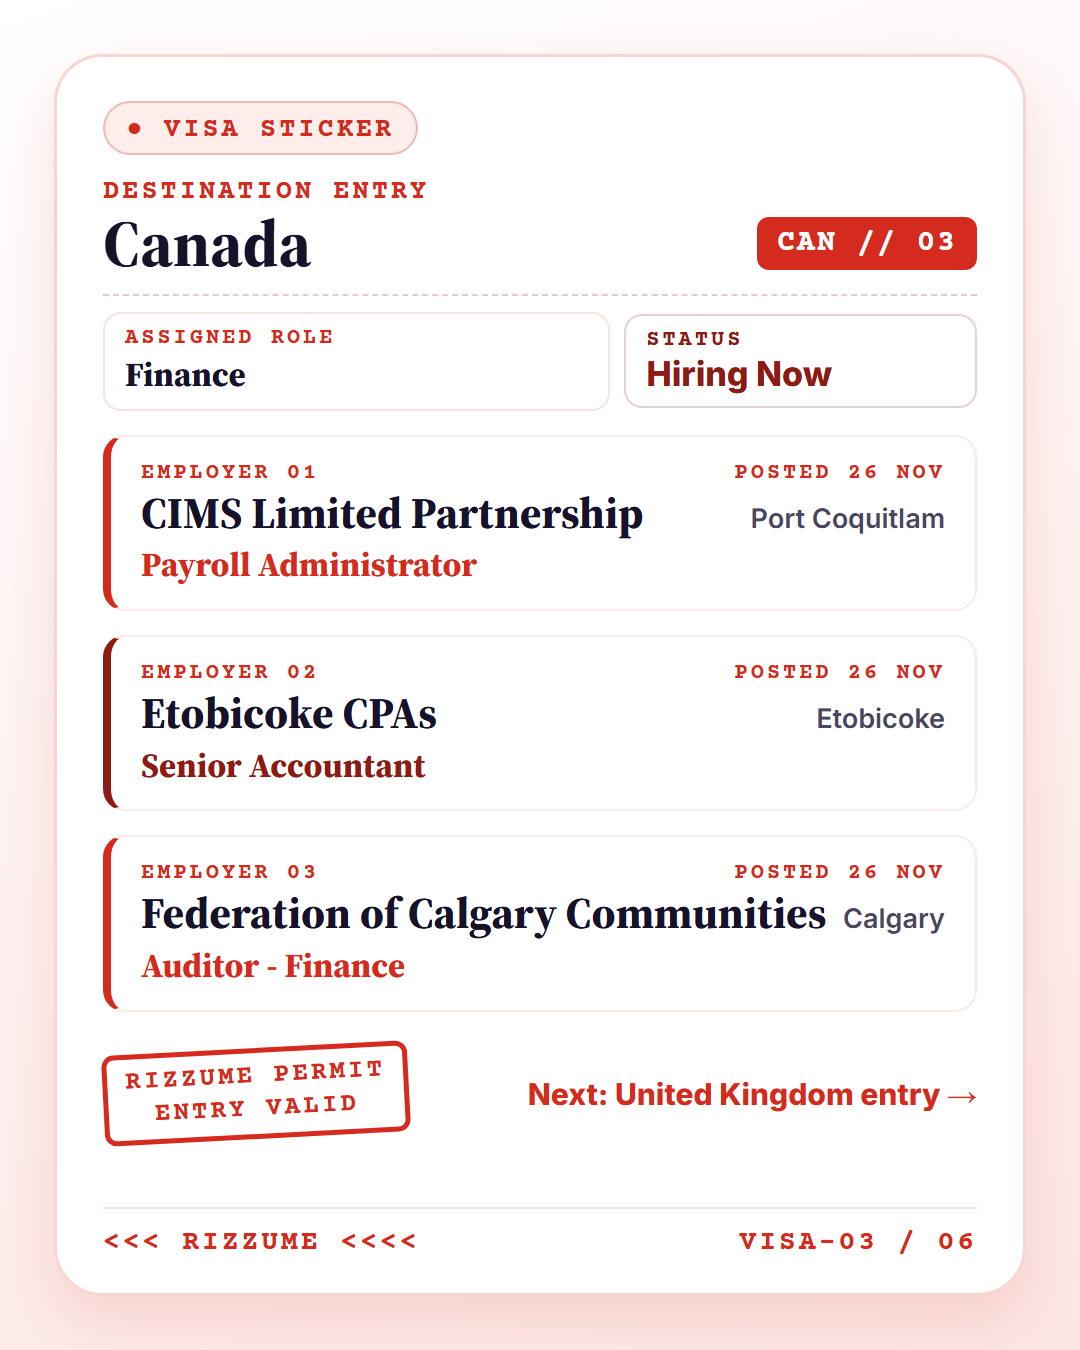 • VISA STICKER
DESTINATION ENTRY
Canada
CAN // 03
ASSIGNED ROLE
Finance
STATUS
Hiring Now
EMPLOYER 01
POSTED 26 NOV
CIMS Limited Partnership
Port Coquitlam
Payroll Administrator
EMPLOYER 02
POSTED 26 NOV
Etobicoke CPAs
Etobicoke
Senior Accountant
EMPLOYER 03
POSTED 26 NOV
Federation of Calgary Communities
Calgary
Auditor - Finance
RIZZUME PERMIT
ENTRY VALID
Next: United Kingdom entry →
<<< RIZZUME <<<<
VISA-03 / 06